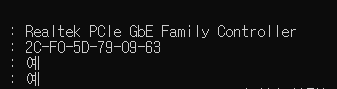 : Realtek PCIe GbE Family Controller
: 2C-F0-5D-79-09-63
: 예
: 예